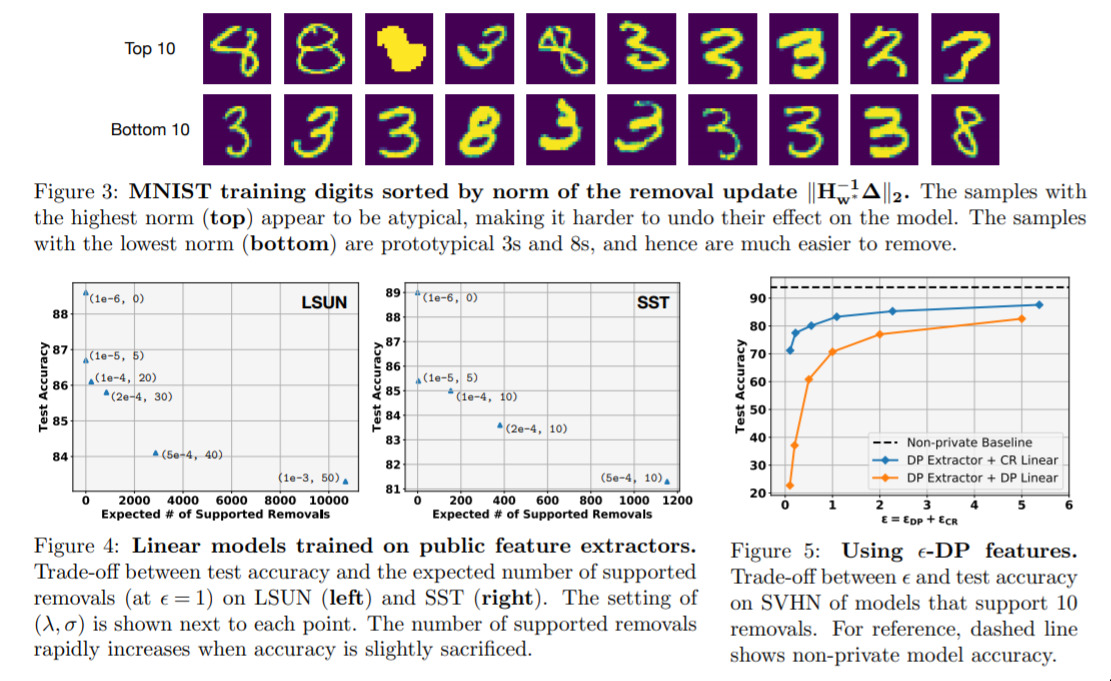 Top 10
Bottom 10
Figure 3: MNIST training digits sorted by norm of the removal update ‖H_w*^−1 Δ‖₂. The samples with
the highest norm (top) appear to be atypical, making it harder to undo their effect on the model. The samples
with the lowest norm (bottom) are prototypical 3s and 8s, and hence are much easier to remove.
LSUN
Test Accuracy
88
87
86
85
84
(1e-6, 0)
(1e-5, 5)
(1e-4, 20)
(2e-4, 30)
(5e-4, 40)
(1e-3, 50)
0 2000 4000 6000 8000 10000
Expected # of Supported Removals
SST
Test Accuracy
89
88
87
86
85
84
83
82
81
(1e-6, 0)
(1e-5, 5)
(1e-4, 10)
(2e-4, 10)
(5e-4, 10)
0 200 400 600 800 1000 1200
Expected # of Supported Removals
Figure 4: Linear models trained on public feature extractors.
Trade-off between test accuracy and the expected number of supported
removals (at ϵ = 1) on LSUN (left) and SST (right). The setting of
(λ, σ) is shown next to each point. The number of supported removals
rapidly increases when accuracy is slightly sacrificed.
Test Accuracy
90
80
70
60
50
40
30
20
Non-private Baseline
DP Extractor + CR Linear
DP Extractor + DP Linear
0 1 2 3 4 5 6
ε = ε_DP + ε_CR
Figure 5: Using ϵ-DP features.
Trade-off between ϵ and test accuracy
on SVHN of models that support 10
removals. For reference, dashed line
shows non-private model accuracy.